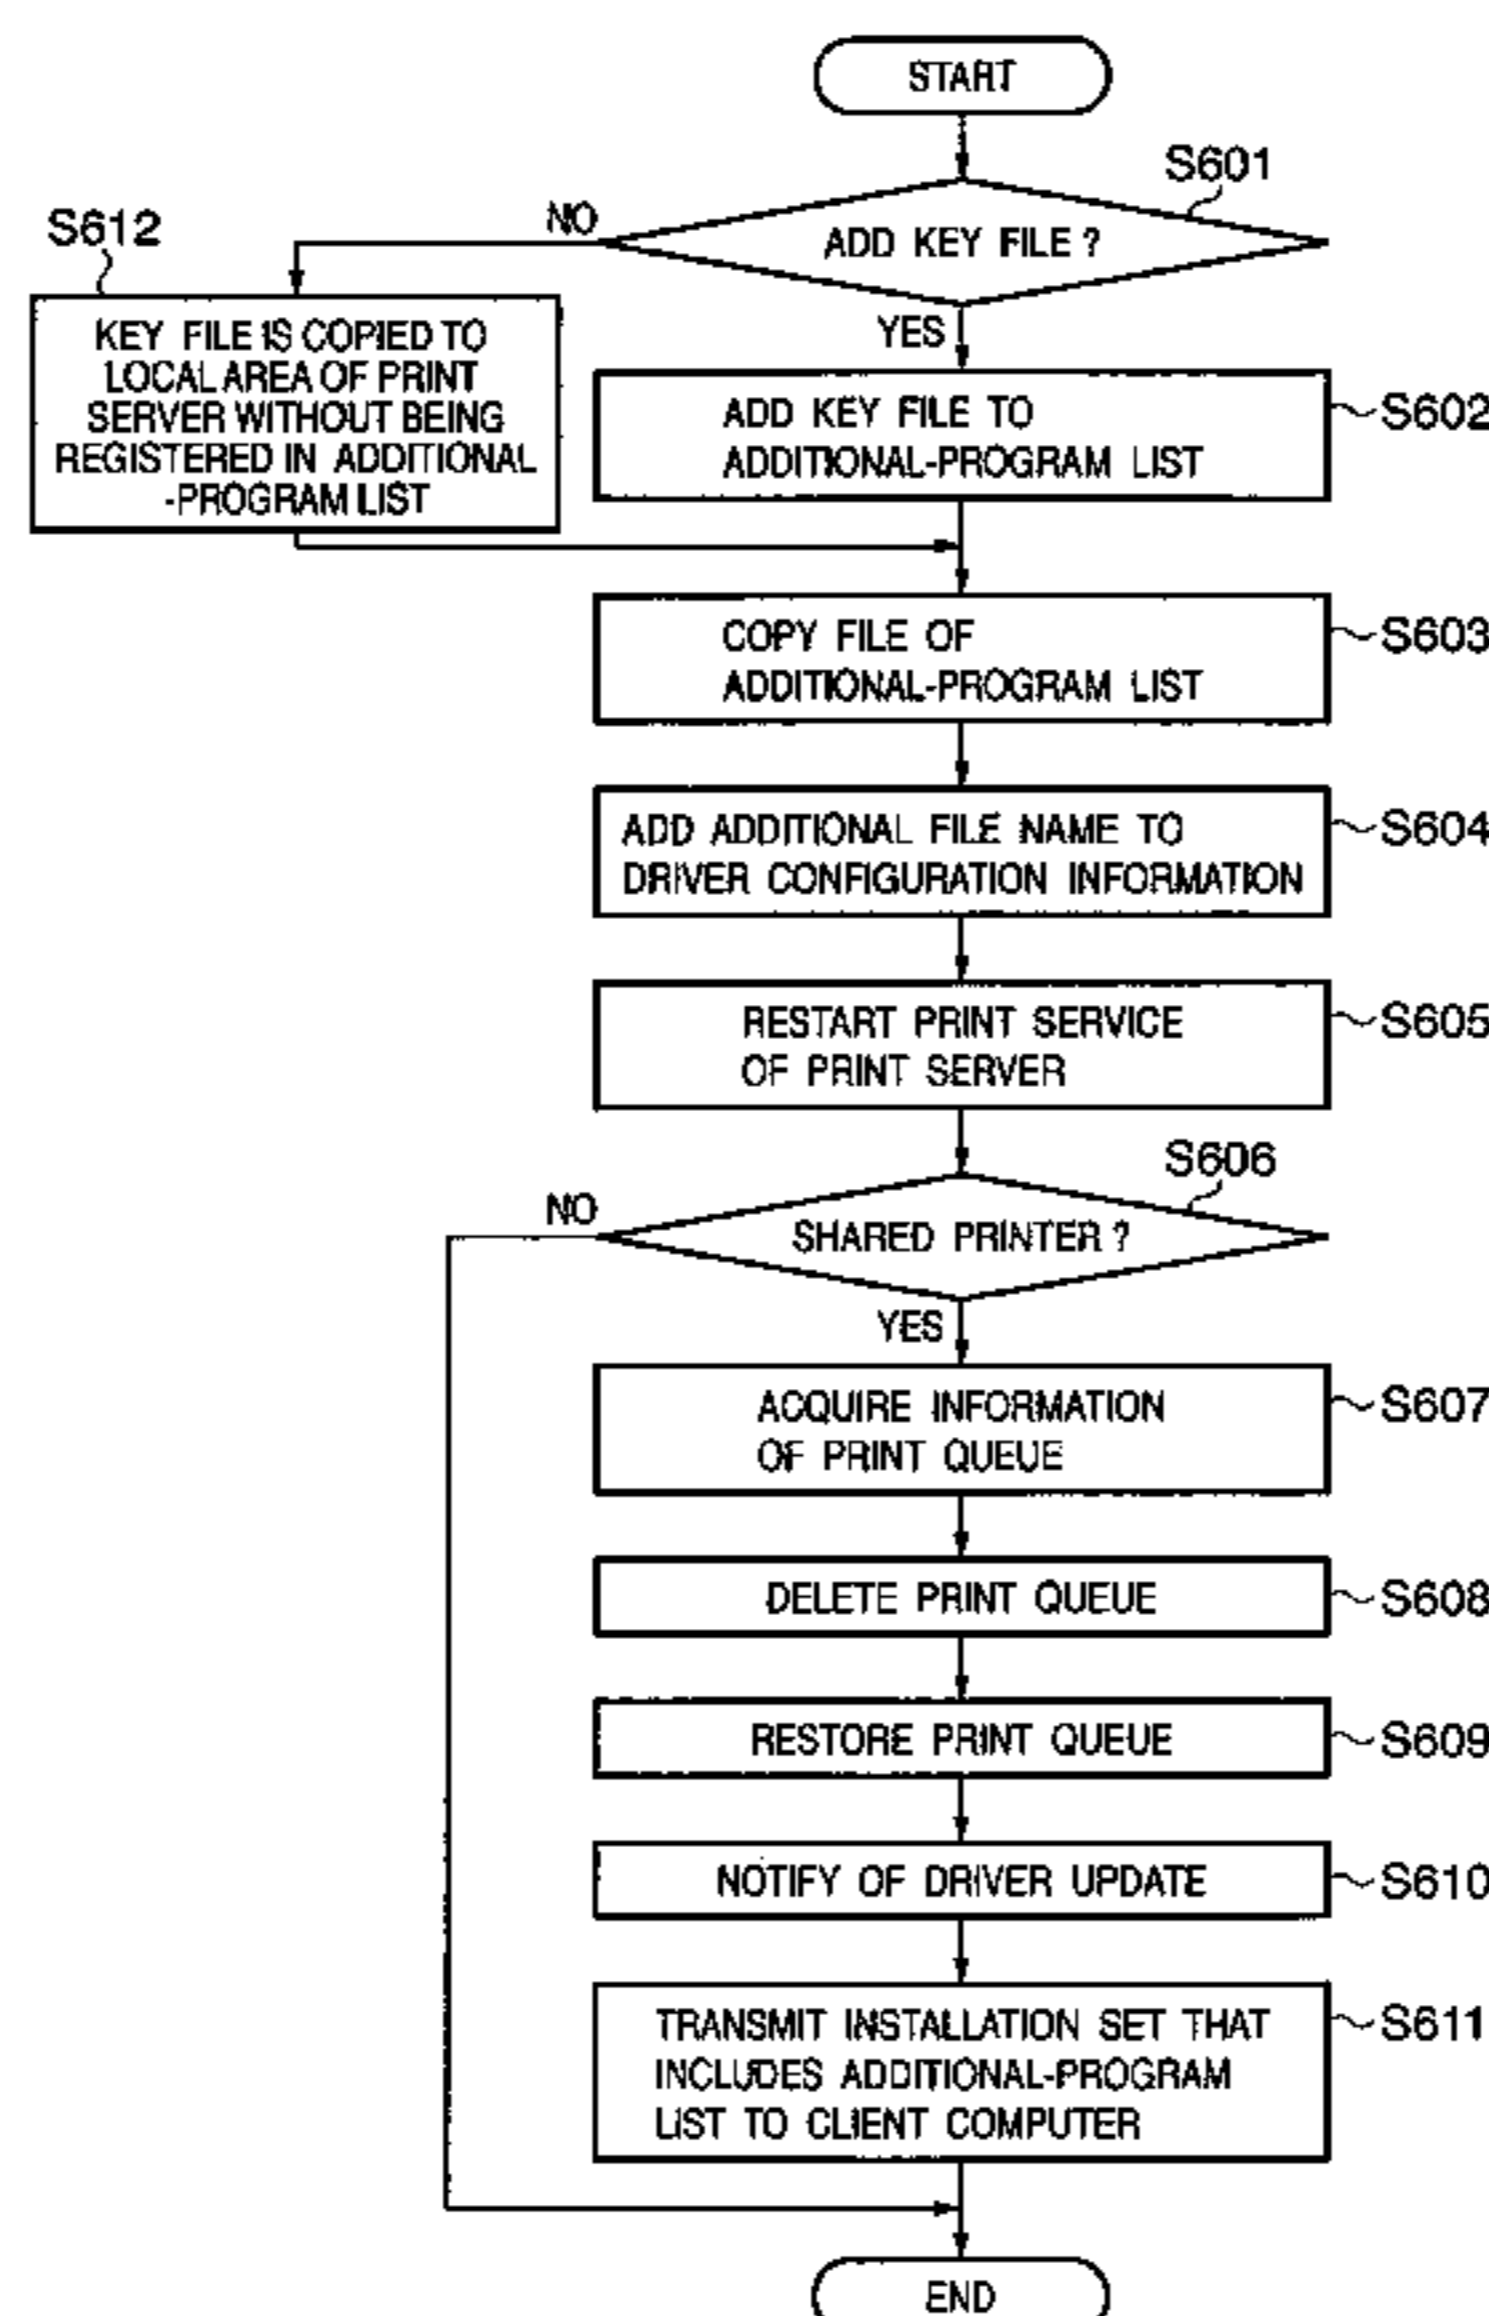 START
S601
ADD KEY FILE ?
NO
YES
S612
KEY FILE IS COPIED TO
LOCAL AREA OF PRINT
SERVER WITHOUT BEING
REGISTERED IN ADDITIONAL
-PROGRAM LIST
ADD KEY FILE TO
ADDITIONAL-PROGRAM LIST
S602
COPY FILE OF
ADDITIONAL-PROGRAM LIST
S603
ADD ADDITIONAL FILE NAME TO
DRIVER CONFIGURATION INFORMATION
S604
RESTART PRINT SERVICE
OF PRINT SERVER
S605
S606
SHARED PRINTER ?
NO
YES
ACQUIRE INFORMATION
OF PRINT QUEUE
S607
DELETE PRINT QUEUE
S608
RESTORE PRINT QUEUE
S609
NOTIFY OF DRIVER UPDATE
S610
TRANSMIT INSTALLATION SET THAT
INCLUDES ADDITIONAL-PROGRAM
LIST TO CLIENT COMPUTER
S611
END